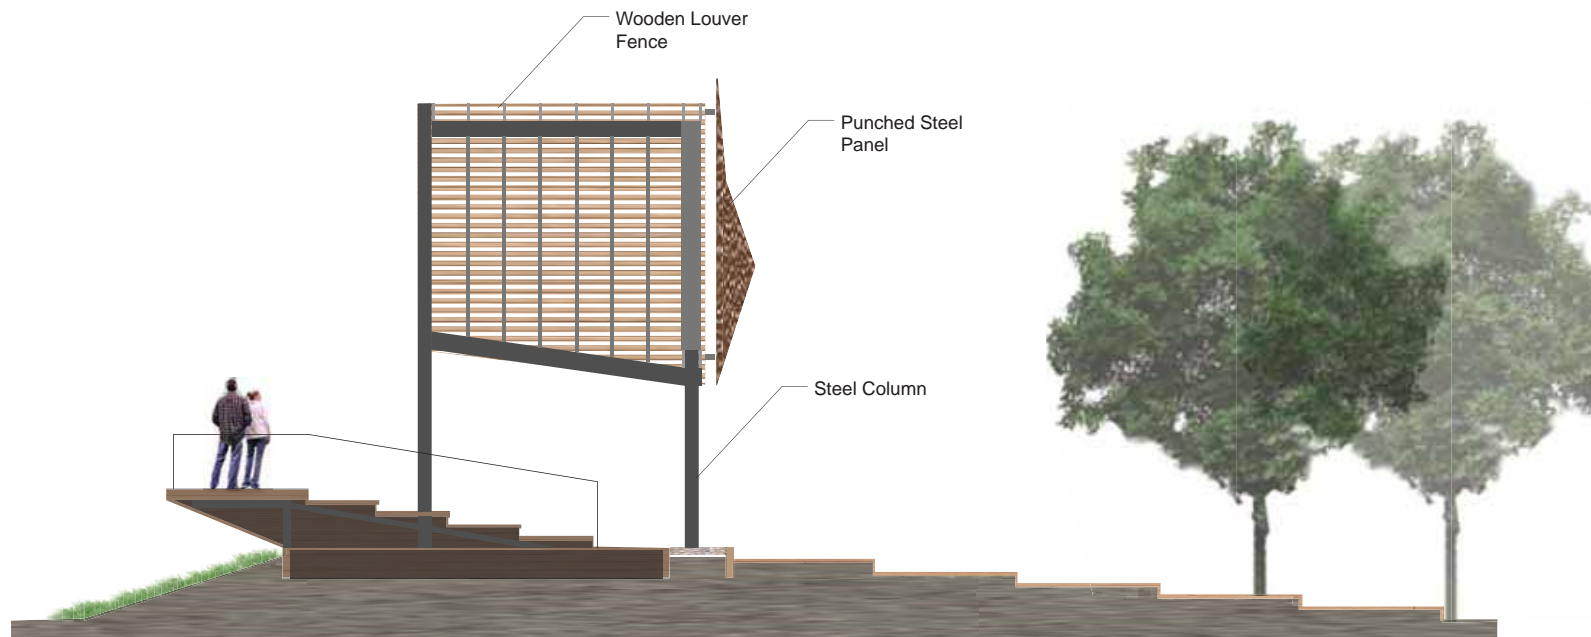 Wooden Louver
Fence
Punched Steel
Panel
Steel Column